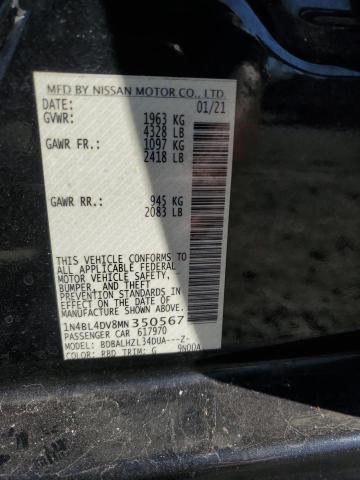 MFD BY NISSAN MOTOR CO., LTD.
DATE: 01/21
GVWR: 1963 KG
4328 LB
GAWR FR.: 1097 KG
2418 LB
GAWR RR.: 945 KG
2083 LB
THIS VEHICLE CONFORMS TO
ALL APPLICABLE FEDERAL
MOTOR VEHICLE SAFETY,
BUMPER, AND THEFT
PREVENTION STANDARDS IN
EFFECT ON THE DATE OF
MANUFACTURE SHOWN ABOVE.
1N4BL4DV8MN350567
PASSENGER CAR 617970
MODEL: BDBALHZL34DUA---Z-
COLOR: RBD TRIM: G 9NDDA